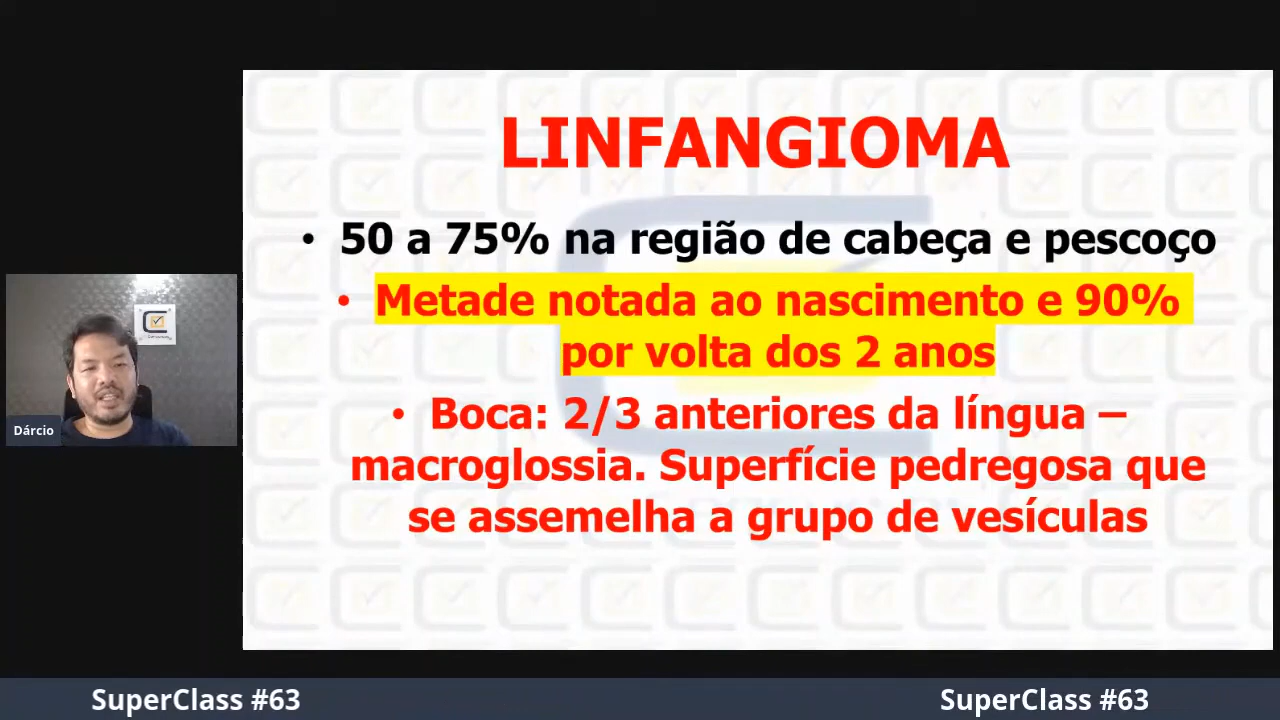 LINFANGIOMA
• 50 a 75% na região de cabeça e pescoço
• Metade notada ao nascimento e 90%
por volta dos 2 anos
• Boca: 2/3 anteriores da língua –
macroglossia. Superfície pedregosa que
se assemelha a grupo de vesículas
Dárcio
SuperClass #63
SuperClass #63